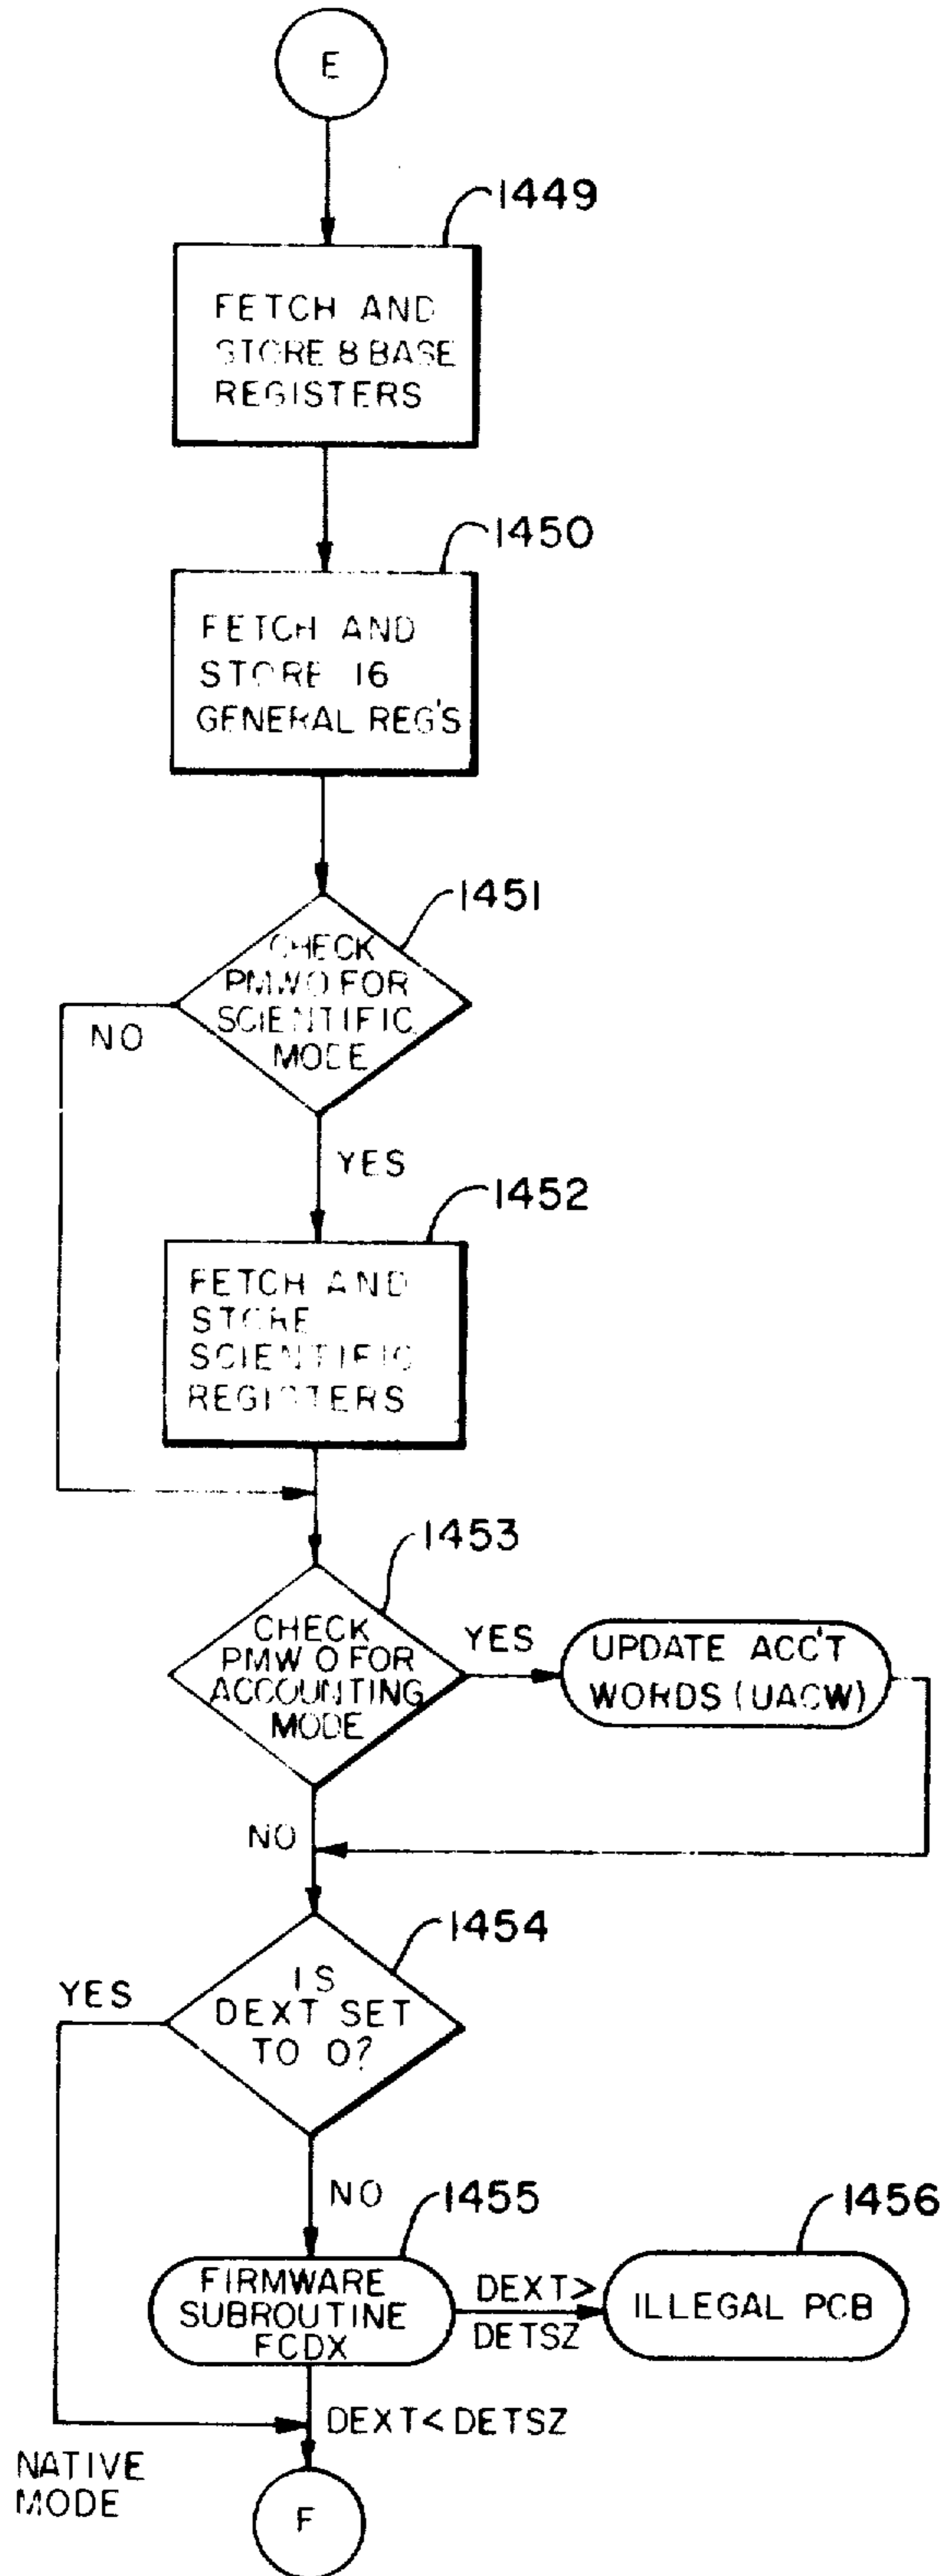 E
1449
FETCH AND
STORE 8 BASE
REGISTERS
1450
FETCH AND
STORE 16
GENERAL REG'S
1451
CHECK
PMWO FOR
SCIENTIFIC
MODE
NO
YES
1452
FETCH AND
STORE
SCIENTIFIC
REGISTERS
1453
CHECK
PMW O FOR
ACCOUNTING
MODE
YES
UPDATE ACC'T
WORDS (UACW)
NO
1454
IS
DEXT SET
TO O?
YES
NO
1455
FIRMWARE
SUBROUTINE
FCDX
DEXT>
DETSZ
1456
ILLEGAL PCB
DEXT< DETSZ
NATIVE
MODE
F